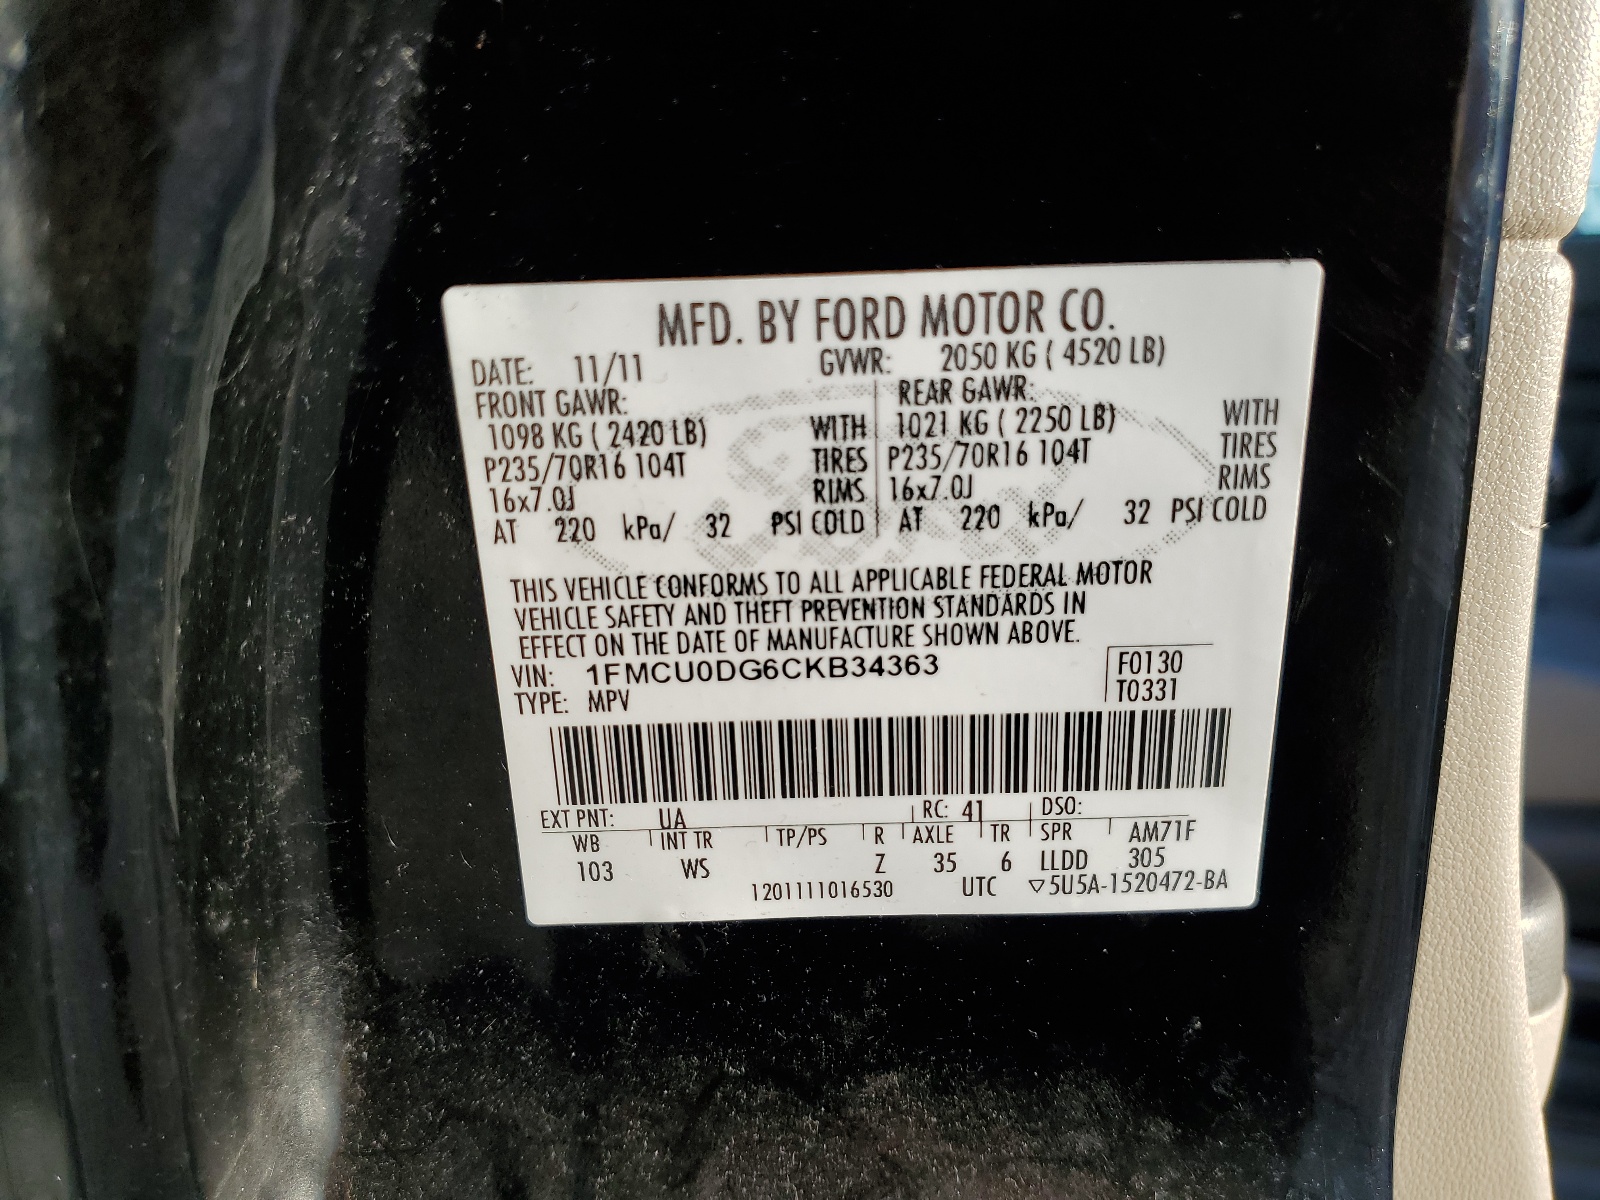 MFD. BY FORD MOTOR CO.
DATE: 11/11 GVWR: 2050 KG ( 4520 LB)
FRONT GAWR: REAR GAWR:
1098 KG ( 2420 LB) WITH 1021 KG ( 2250 LB) WITH
P235/70R16 104T TIRES P235/70R16 104T TIRES
16x7.0J RIMS 16x7.0J RIMS
AT 220 kPa/ 32 PSI COLD AT 220 kPa/ 32 PSI COLD
THIS VEHICLE CONFORMS TO ALL APPLICABLE FEDERAL MOTOR
VEHICLE SAFETY AND THEFT PREVENTION STANDARDS IN
EFFECT ON THE DATE OF MANUFACTURE SHOWN ABOVE.
VIN: 1FMCU0DG6CKB34363 F0130
TYPE: MPV T0331
EXT PNT: UA RC: 41 DSO:
WB INT TR TP/PS R AXLE TR SPR AM71F
103 WS Z 35 6 LLDD 305
1201111016530 UTC ▽5U5A-1520472-BA